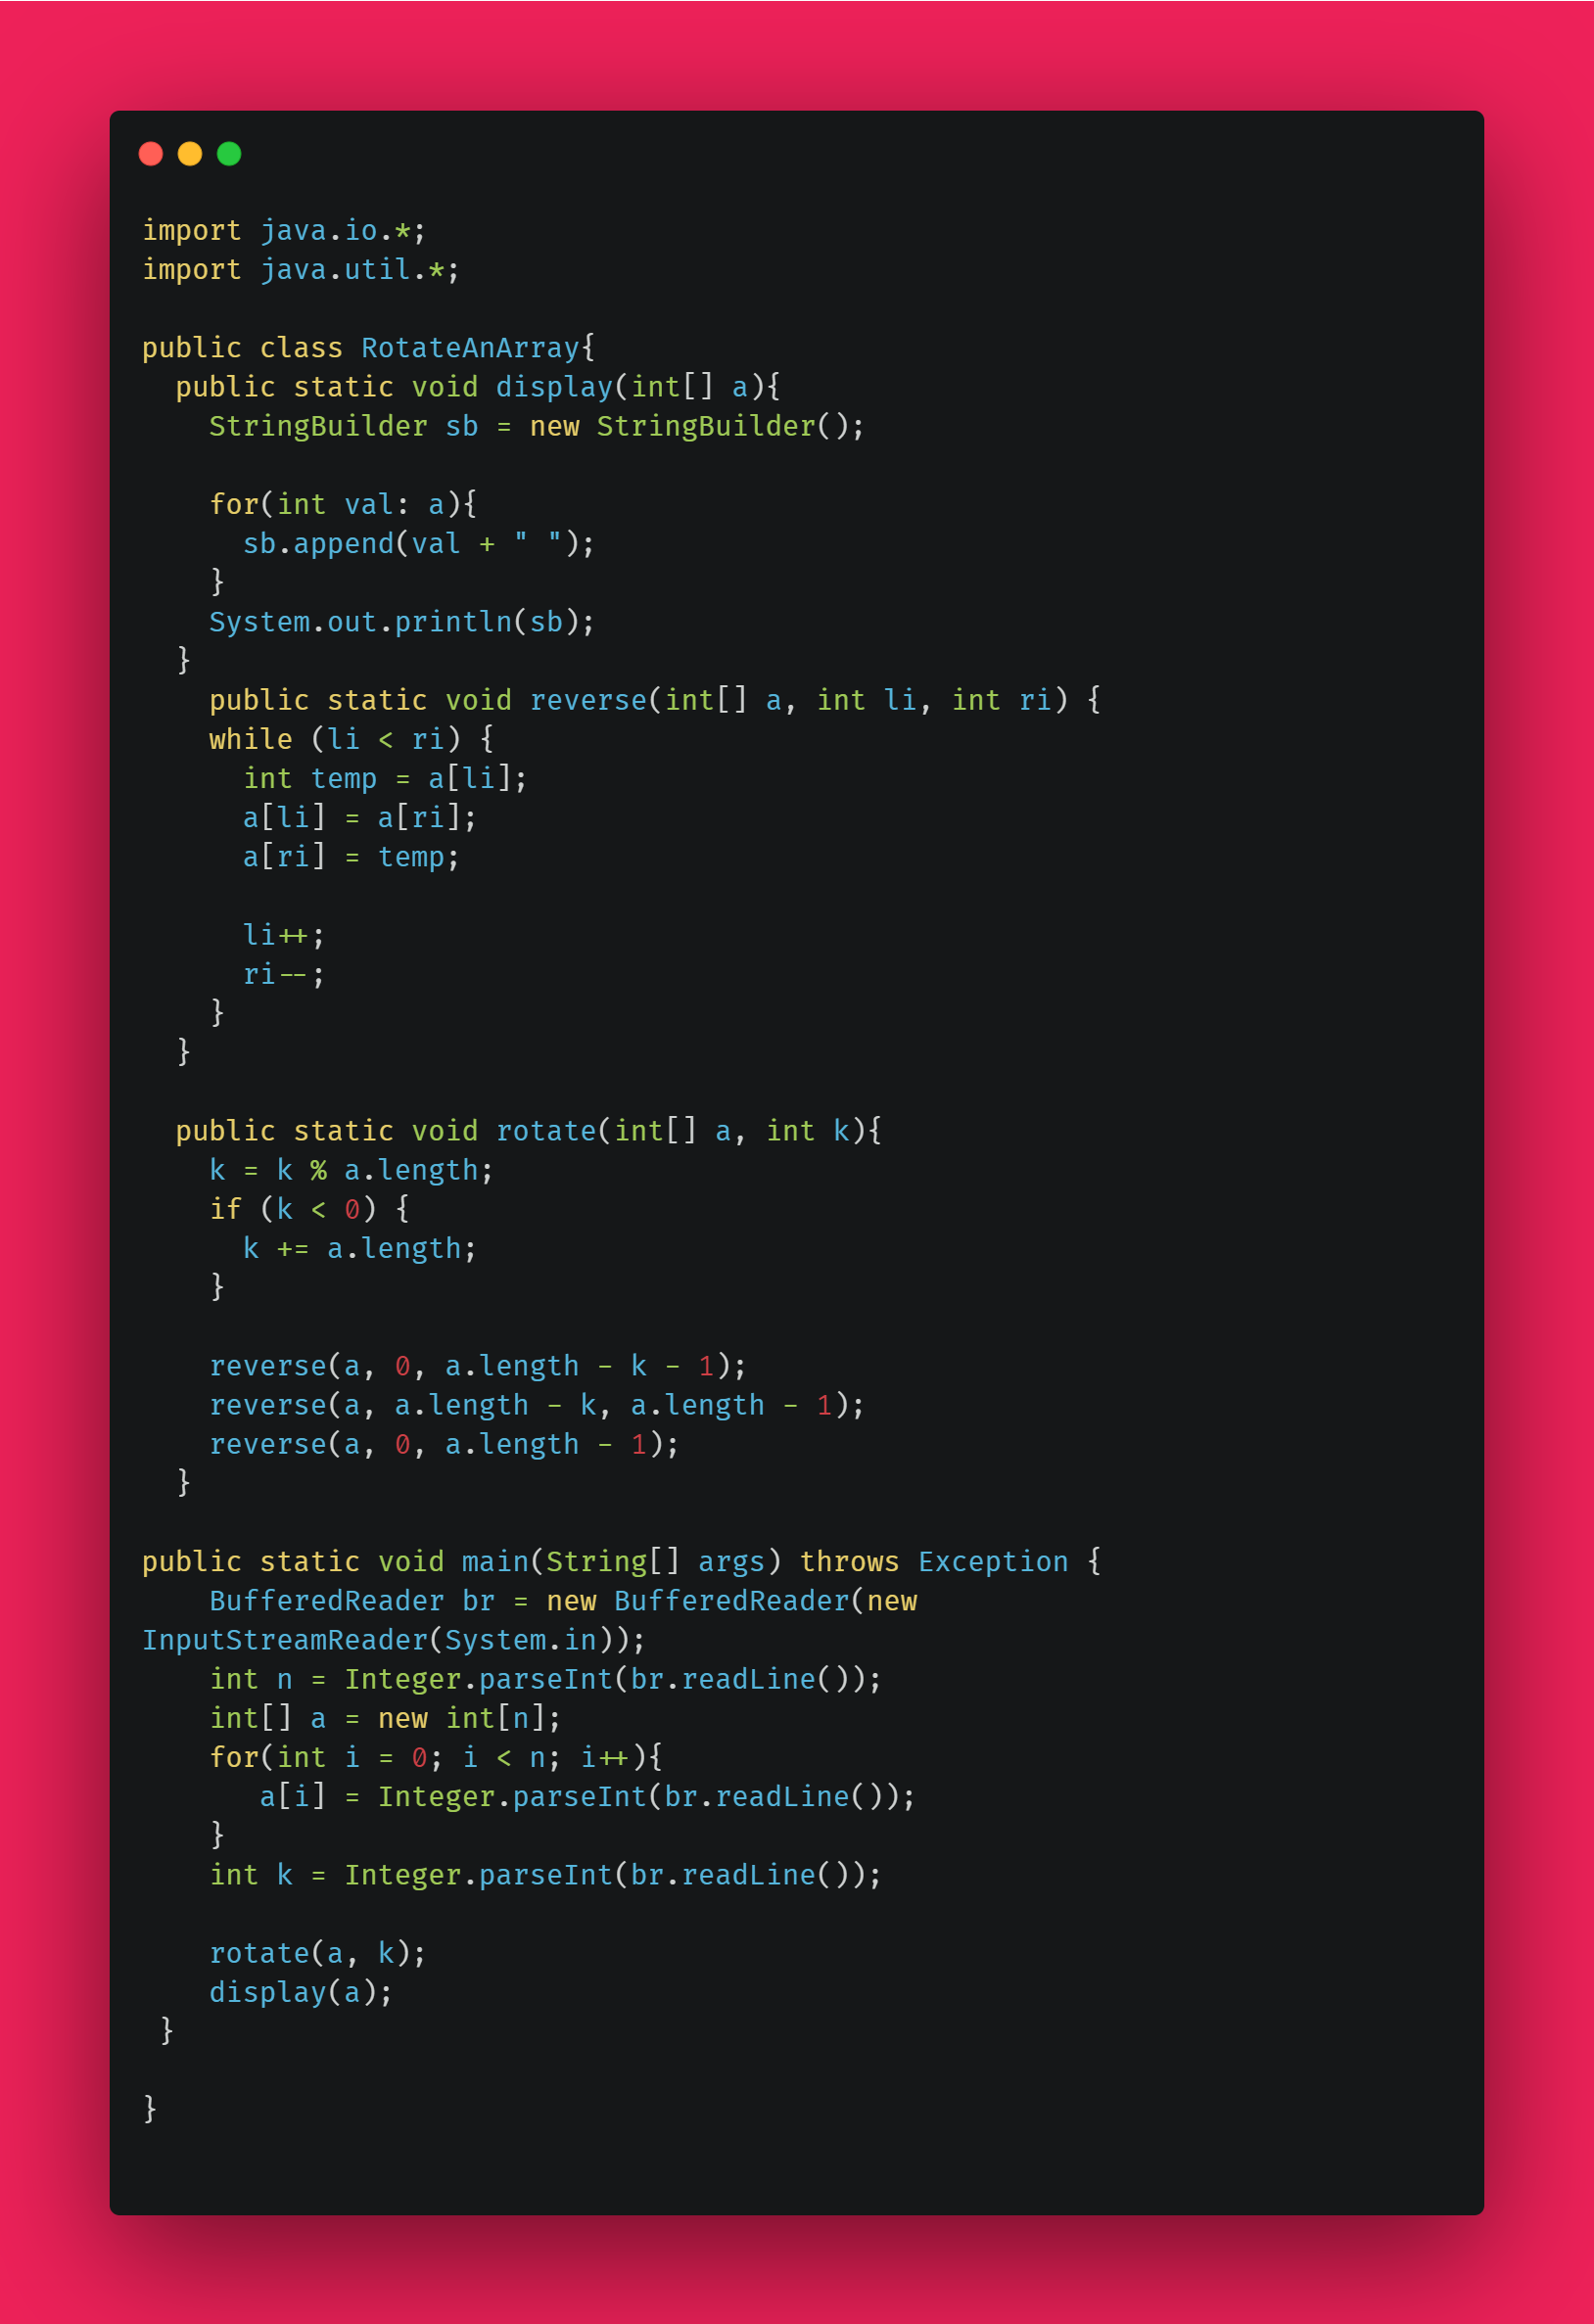 import java.io.*;
import java.util.*;

public class RotateAnArray{
  public static void display(int[] a){
    StringBuilder sb = new StringBuilder();

    for(int val: a){
      sb.append(val + " ");
    }
    System.out.println(sb);
  }
    public static void reverse(int[] a, int li, int ri) {
    while (li < ri) {
      int temp = a[li];
      a[li] = a[ri];
      a[ri] = temp;

      li++;
      ri--;
    }
  }

  public static void rotate(int[] a, int k){
    k = k % a.length;
    if (k < 0) {
      k += a.length;
    }

    reverse(a, 0, a.length - k - 1);
    reverse(a, a.length - k, a.length - 1);
    reverse(a, 0, a.length - 1);
  }

public static void main(String[] args) throws Exception {
    BufferedReader br = new BufferedReader(new
InputStreamReader(System.in));
    int n = Integer.parseInt(br.readLine());
    int[] a = new int[n];
    for(int i = 0; i < n; i++){
       a[i] = Integer.parseInt(br.readLine());
    }
    int k = Integer.parseInt(br.readLine());

    rotate(a, k);
    display(a);
 }

}